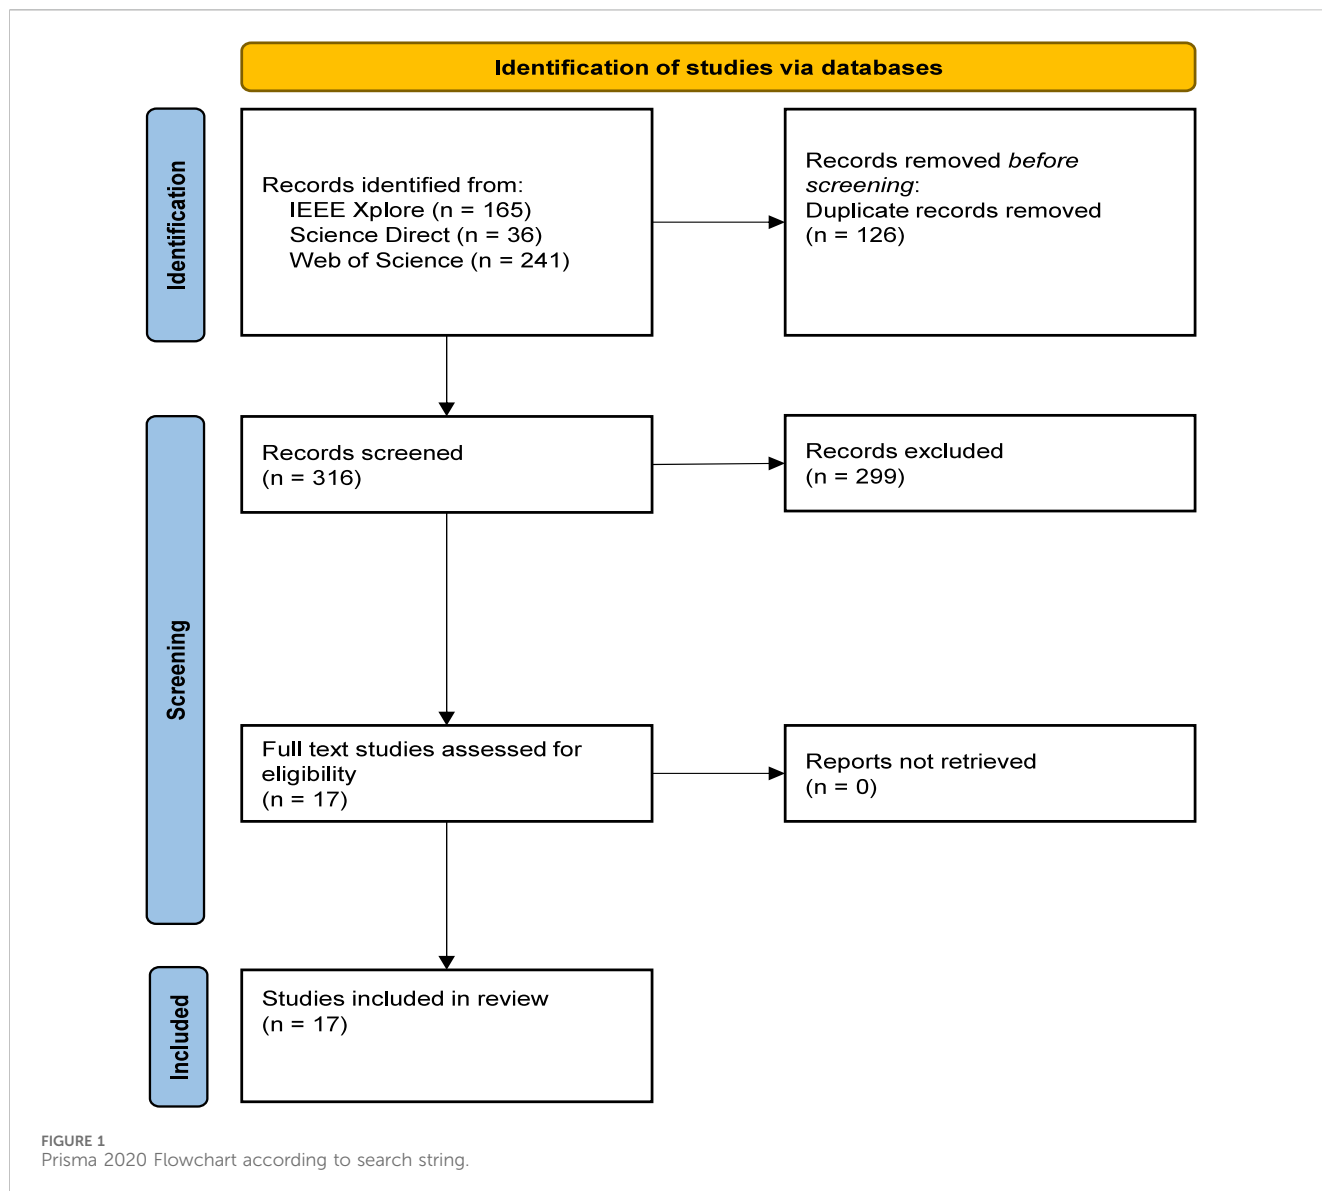 Identification of studies via databases
Identification
Records identified from:
IEEE Xplore (n = 165)
Science Direct (n = 36)
Web of Science (n = 241)
Records removed before
screening:
Duplicate records removed
(n = 126)
Screening
Records screened
(n = 316)
Records excluded
(n = 299)
Full text studies assessed for
eligibility
(n = 17)
Reports not retrieved
(n = 0)
Included
Studies included in review
(n = 17)
FIGURE 1
Prisma 2020 Flowchart according to search string.